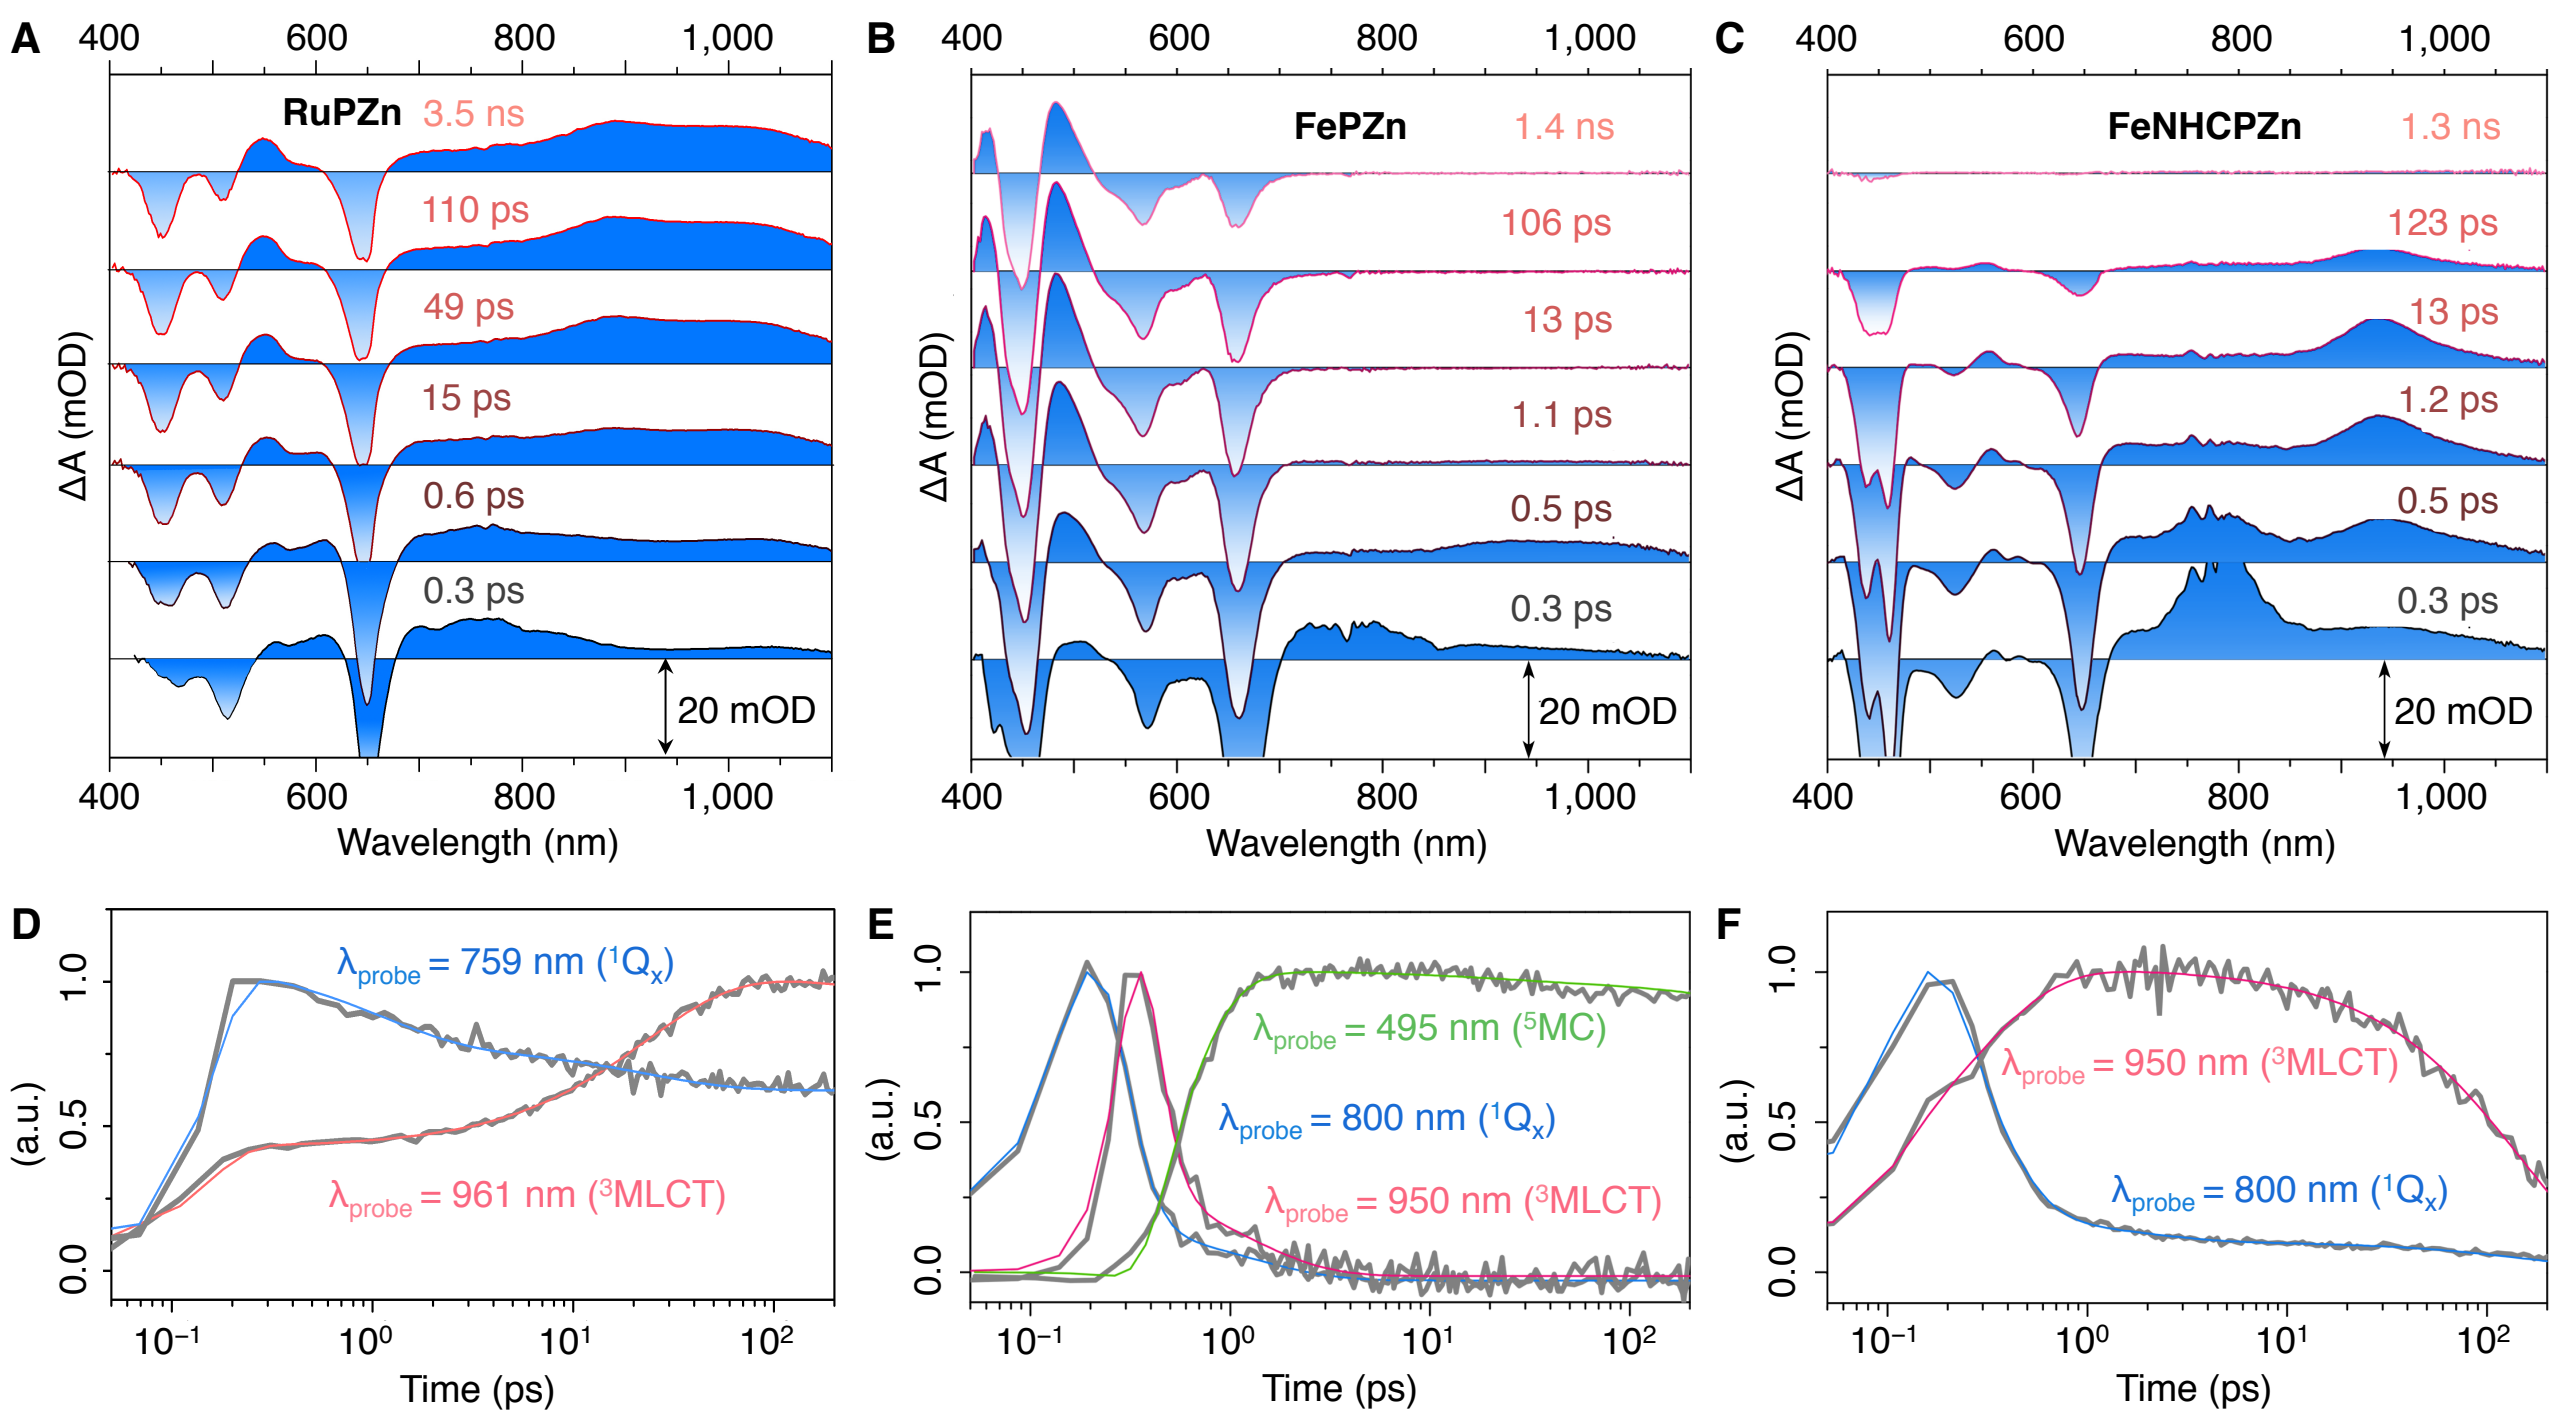 A
400 600 800 1,000
RuPZn 3.5 ns
110 ps
49 ps
15 ps
0.6 ps
0.3 ps
20 mOD
ΔA (mOD)
400 600 800 1,000
Wavelength (nm)
B
400 600 800 1,000
FePZn 1.4 ns
106 ps
13 ps
1.1 ps
0.5 ps
0.3 ps
20 mOD
ΔA (mOD)
400 600 800 1,000
Wavelength (nm)
C
400 600 800 1,000
FeNHCPZn 1.3 ns
123 ps
13 ps
1.2 ps
0.5 ps
0.3 ps
20 mOD
ΔA (mOD)
400 600 800 1,000
Wavelength (nm)
D
λprobe = 759 nm (¹Qx)
λprobe = 961 nm (³MLCT)
1.0
0.5
0.0
(a.u.)
10⁻¹ 10⁰ 10¹ 10²
Time (ps)
E
λprobe = 495 nm (⁵MC)
λprobe = 800 nm (¹Qx)
λprobe = 950 nm (³MLCT)
1.0
0.5
0.0
(a.u.)
10⁻¹ 10⁰ 10¹ 10²
Time (ps)
F
λprobe = 950 nm (³MLCT)
λprobe = 800 nm (¹Qx)
1.0
0.5
0.0
(a.u.)
10⁻¹ 10⁰ 10¹ 10²
Time (ps)